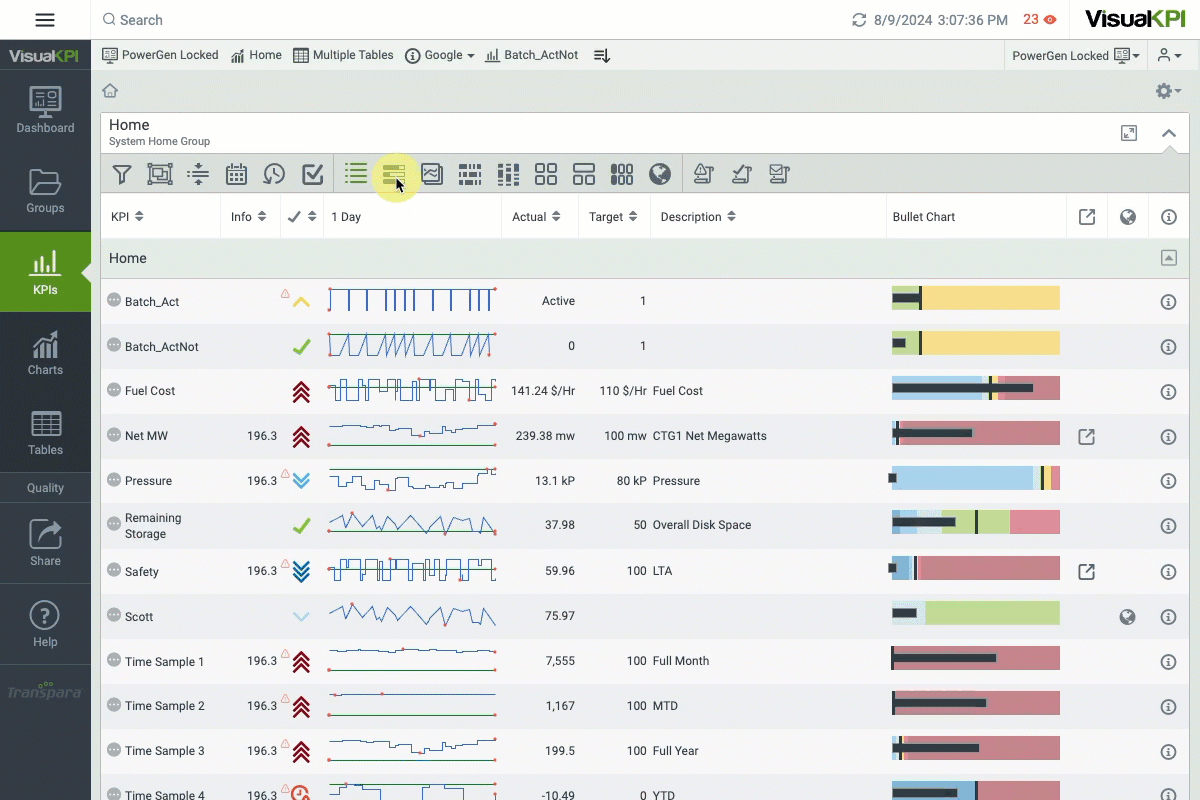 Search
8/9/2024 3:07:36 PM
23
VisualKPI
VisualKPI
PowerGen Locked
Home
Multiple Tables
Google
Batch_ActNot
PowerGen Locked
Dashboard
Groups
KPIs
Charts
Tables
Quality
Share
Help
Transpara
Home
System Home Group
KPI Info 1 Day Actual Target Description Bullet Chart
Home
Batch_Act Active 1
Batch_ActNot 0 1
Fuel Cost 141.24 $/Hr 110 $/Hr Fuel Cost
Net MW 196.3 239.38 mw 100 mw CTG1 Net Megawatts
Pressure 196.3 13.1 kP 80 kP Pressure
Remaining
Storage 37.98 50 Overall Disk Space
Safety 196.3 59.96 100 LTA
Scott 75.97
Time Sample 1 196.3 7,555 100 Full Month
Time Sample 2 196.3 1,167 100 MTD
Time Sample 3 196.3 199.5 100 Full Year
Time Sample 4 196.3 -10.49 0 YTD